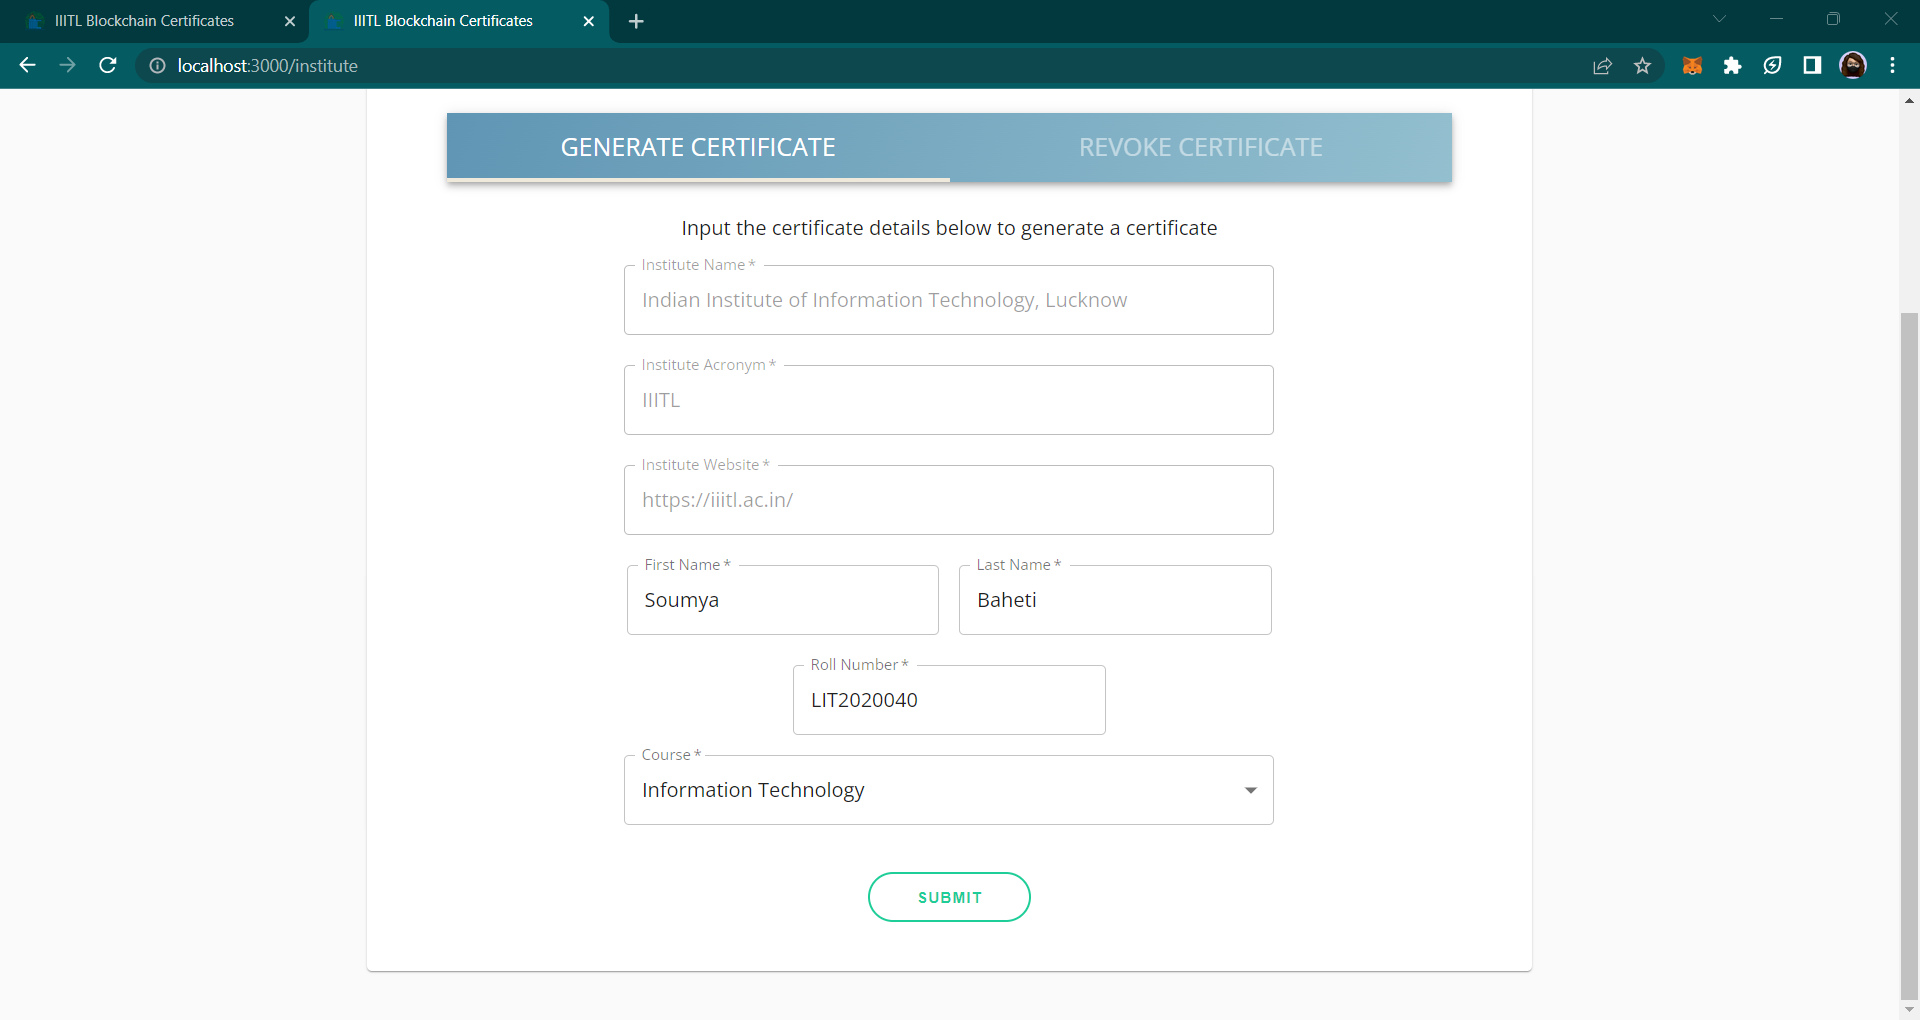 IIITL Blockchain Certificates
IIITL Blockchain Certificates
localhost:3000/institute
GENERATE CERTIFICATE
REVOKE CERTIFICATE
Input the certificate details below to generate a certificate
Institute Name *
Indian Institute of Information Technology, Lucknow
Institute Acronym *
IIITL
Institute Website *
https://iiitl.ac.in/
First Name *
Soumya
Last Name *
Baheti
Roll Number *
LIT2020040
Course *
Information Technology
SUBMIT